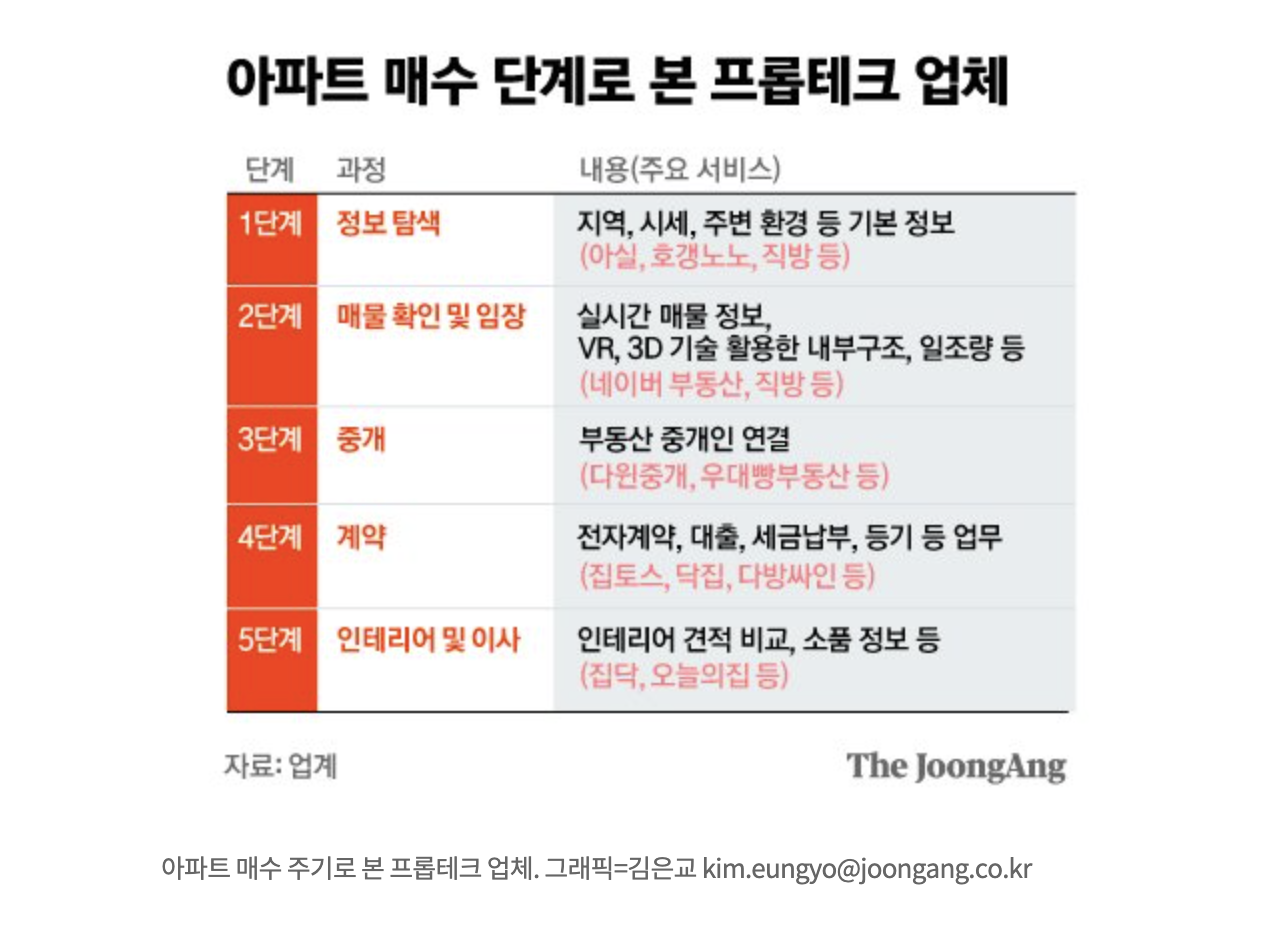 아파트 매수 단계로 본 프롭테크 업체
단계 과정 내용(주요 서비스)
1단계 정보 탐색 지역, 시세, 주변 환경 등 기본 정보
(아실, 호갱노노, 직방 등)
2단계 매물 확인 및 임장 실시간 매물 정보,
VR, 3D 기술 활용한 내부구조, 일조량 등
(네이버 부동산, 직방 등)
3단계 중개 부동산 중개인 연결
(다윈중개, 우대빵부동산 등)
4단계 계약 전자계약, 대출, 세금납부, 등기 등 업무
(집토스, 닥집, 다방싸인 등)
5단계 인테리어 및 이사 인테리어 견적 비교, 소품 정보 등
(집닥, 오늘의집 등)
자료: 업계 The JoongAng
아파트 매수 주기로 본 프롭테크 업체. 그래픽=김은교 kim.eungyo@joongang.co.kr